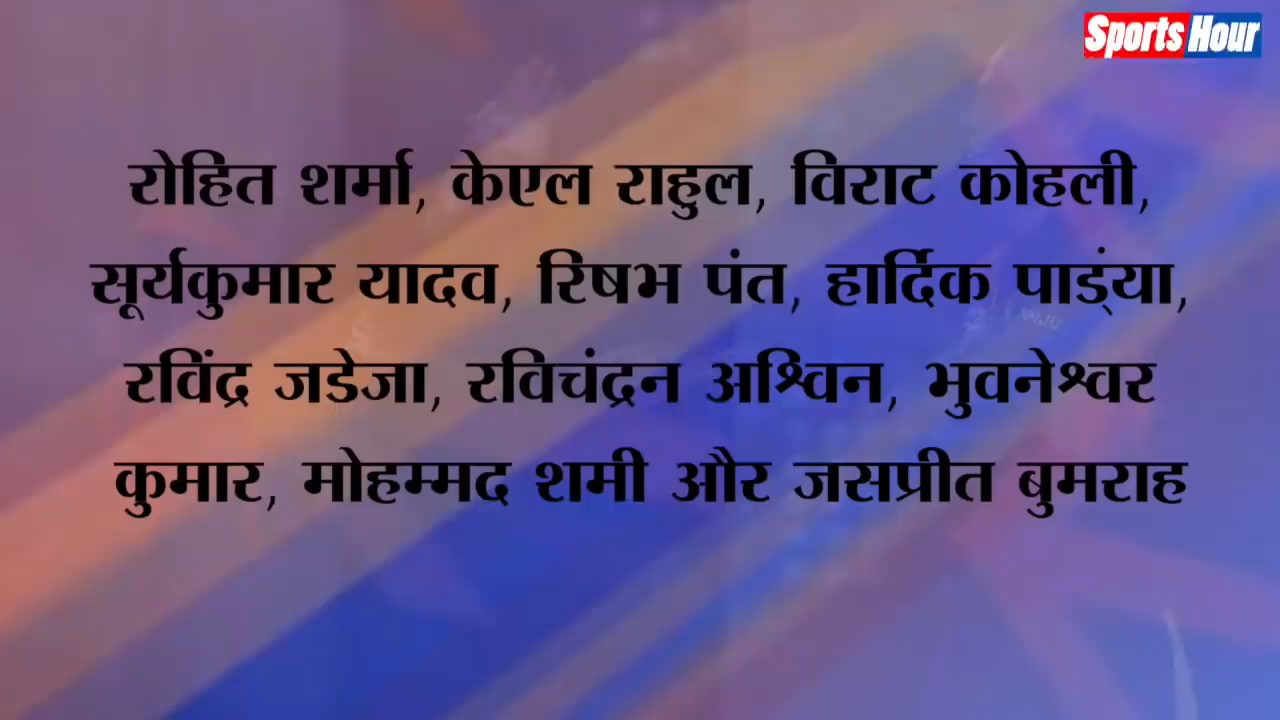 Sports Hour
रोहित शर्मा, केएल राहुल, विराट कोहली,
सूर्यकुमार यादव, रिषभ पंत, हार्दिक पाड्ंया,
रविंद्र जडेजा, रविचंद्रन अश्विन, भुवनेश्वर
कुमार, मोहम्मद शमी और जसप्रीत बुमराह